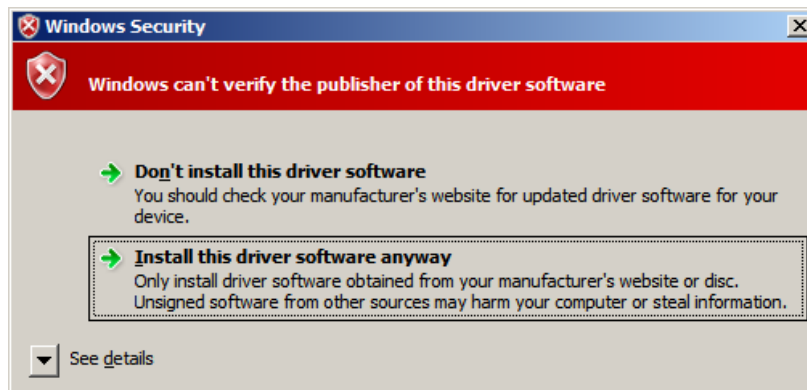 Windows Security
Windows can't verify the publisher of this driver software
Don't install this driver software
You should check your manufacturer's website for updated driver software for your
device.
Install this driver software anyway
Only install driver software obtained from your manufacturer's website or disc.
Unsigned software from other sources may harm your computer or steal information.
See details